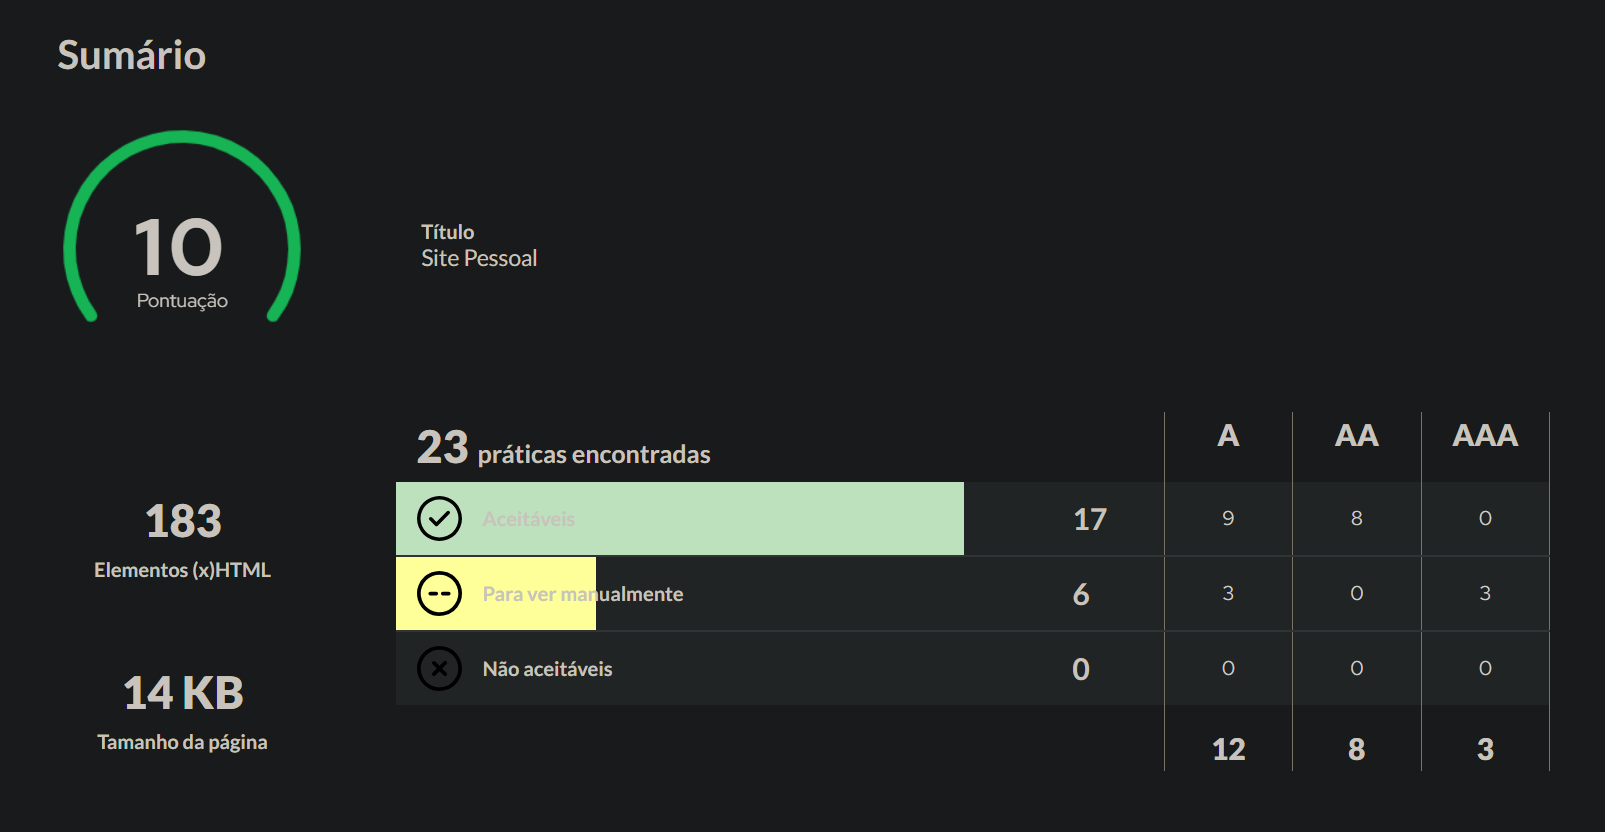 Sumário
10
Pontuação
Título
Site Pessoal
183
Elementos (x)HTML
14 KB
Tamanho da página
23 práticas encontradas A AA AAA
Aceitáveis 17 9 8 0
Para ver manualmente 6 3 0 3
Não aceitáveis 0 0 0 0
12 8 3